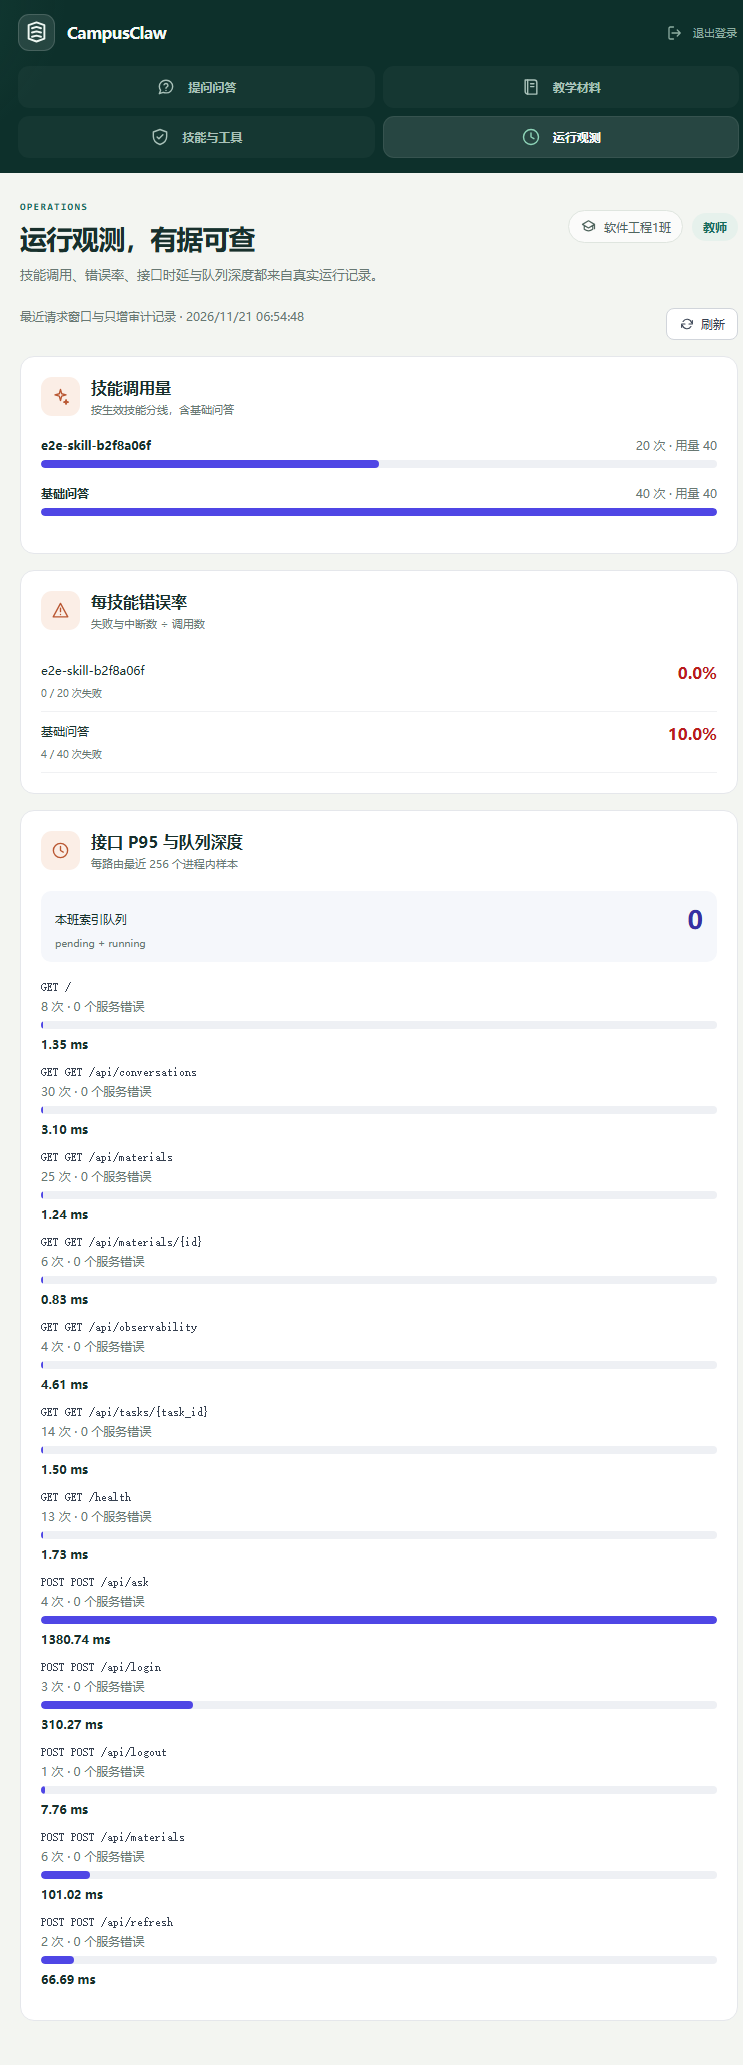 CampusClaw
退出登录
提问问答
教学材料
技能与工具
运行观测
OPERATIONS
运行观测，有据可查
软件工程1班
教师
技能调用、错误率、接口时延与队列深度都来自真实运行记录。
最近请求窗口与只增审计记录 · 2026/11/21 06:54:48
刷新
技能调用量
按生效技能分线，含基础问答
e2e-skill-b2f8a06f
20 次 · 用量 40
基础问答
40 次 · 用量 40
每技能错误率
失败与中断数 ÷ 调用数
e2e-skill-b2f8a06f
0.0%
0 / 20 次失败
基础问答
10.0%
4 / 40 次失败
接口 P95 与队列深度
每路由最近 256 个进程内样本
本班索引队列
0
pending + running
GET /
8 次 · 0 个服务错误
1.35 ms
GET GET /api/conversations
30 次 · 0 个服务错误
3.10 ms
GET GET /api/materials
25 次 · 0 个服务错误
1.24 ms
GET GET /api/materials/{id}
6 次 · 0 个服务错误
0.83 ms
GET GET /api/observability
4 次 · 0 个服务错误
4.61 ms
GET GET /api/tasks/{task_id}
14 次 · 0 个服务错误
1.50 ms
GET GET /health
13 次 · 0 个服务错误
1.73 ms
POST POST /api/ask
4 次 · 0 个服务错误
1380.74 ms
POST POST /api/login
3 次 · 0 个服务错误
310.27 ms
POST POST /api/logout
1 次 · 0 个服务错误
7.76 ms
POST POST /api/materials
6 次 · 0 个服务错误
101.02 ms
POST POST /api/refresh
2 次 · 0 个服务错误
66.69 ms